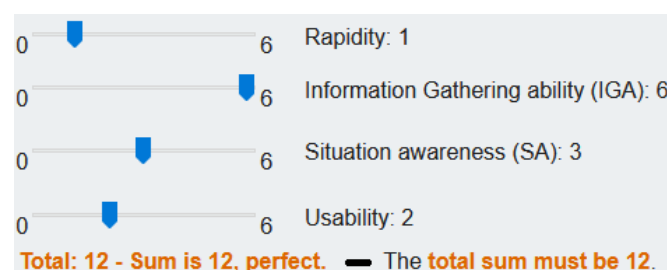 0 6 Rapidity: 1
0 6 Information Gathering ability (IGA): 6
0 6 Situation awareness (SA): 3
0 6 Usability: 2
Total: 12 - Sum is 12, perfect. — The total sum must be 12.